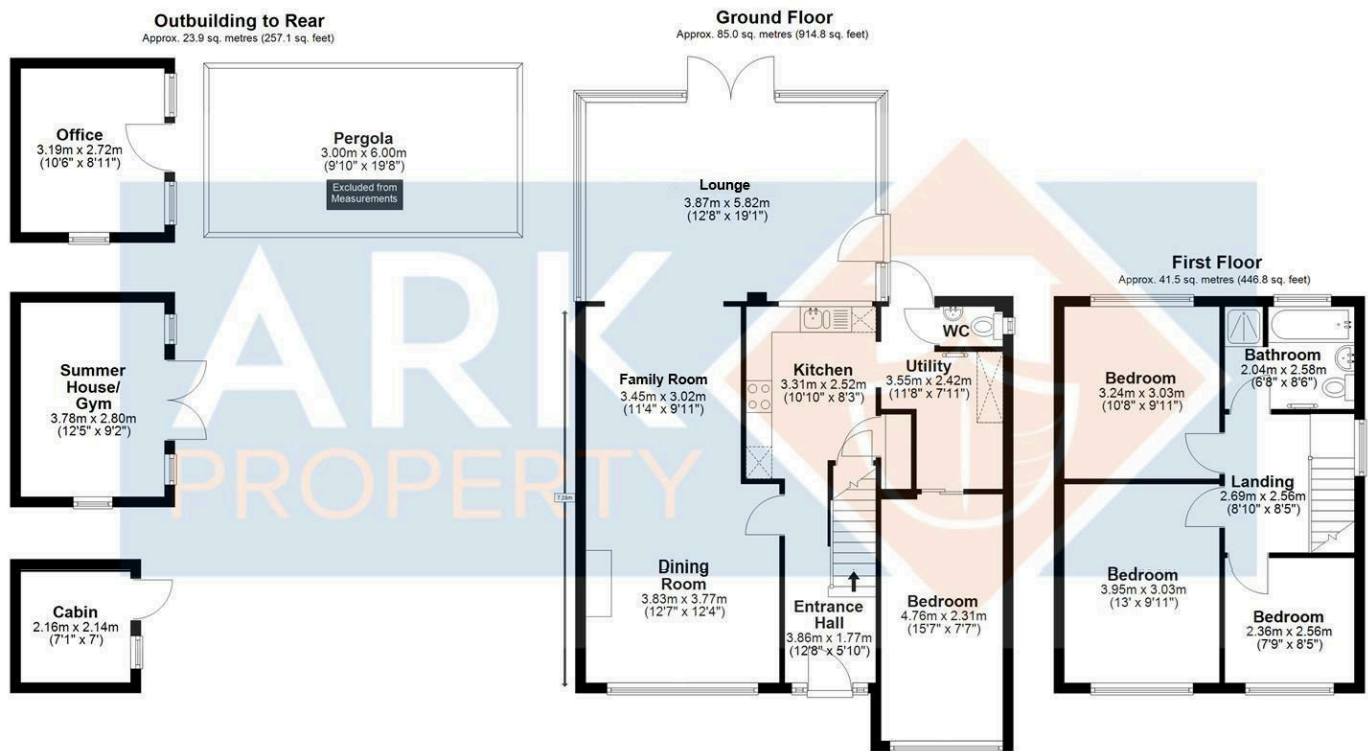 Outbuilding to Rear
Approx. 23.9 sq. metres (257.1 sq. feet)
Office
3.19m x 2.72m
(10'6" x 8'11")
Pergola
3.00m x 6.00m
(9'10" x 19'8")
Excluded from
Measurements
Summer
House/
Gym
3.78m x 2.80m
(12'5" x 9'2")
Cabin
2.16m x 2.14m
(7'1" x 7')
Ground Floor
Approx. 85.0 sq. metres (914.8 sq. feet)
Lounge
3.87m x 5.82m
(12'8" x 19'1")
Family Room
3.45m x 3.02m
(11'4" x 9'11")
Kitchen
3.31m x 2.52m
(10'10" x 8'3")
WC
Utility
3.55m x 2.42m
(11'8" x 7'11")
Dining
Room
3.83m x 3.77m
(12'7" x 12'4")
Entrance
Hall
3.86m x 1.77m
(12'8" x 5'10")
Bedroom
4.76m x 2.31m
(15'7" x 7'7")
First Floor
Approx. 41.5 sq. metres (446.8 sq. feet)
Bedroom
3.24m x 3.03m
(10'8" x 9'11")
Bathroom
2.04m x 2.58m
(6'8" x 8'6")
Landing
2.69m x 2.56m
(8'10" x 8'5")
Bedroom
3.95m x 3.03m
(13' x 9'11")
Bedroom
2.36m x 2.56m
(7'9" x 8'5")
ARK
PROPERTY